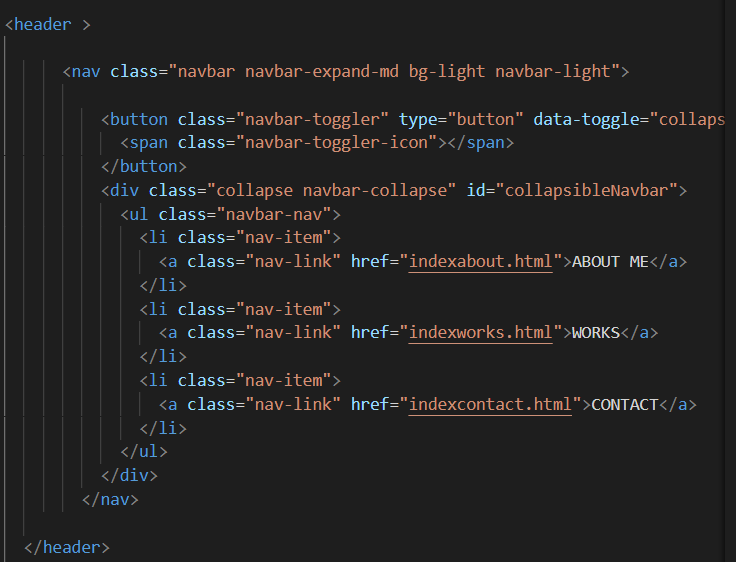 <header >
<nav class="navbar navbar-expand-md bg-light navbar-light">
<button class="navbar-toggler" type="button" data-toggle="collaps
<span class="navbar-toggler-icon"></span>
</button>
<div class="collapse navbar-collapse" id="collapsibleNavbar">
<ul class="navbar-nav">
<li class="nav-item">
<a class="nav-link" href="indexabout.html">ABOUT ME</a>
</li>
<li class="nav-item">
<a class="nav-link" href="indexworks.html">WORKS</a>
</li>
<li class="nav-item">
<a class="nav-link" href="indexcontact.html">CONTACT</a>
</li>
</ul>
</div>
</nav>
</header>